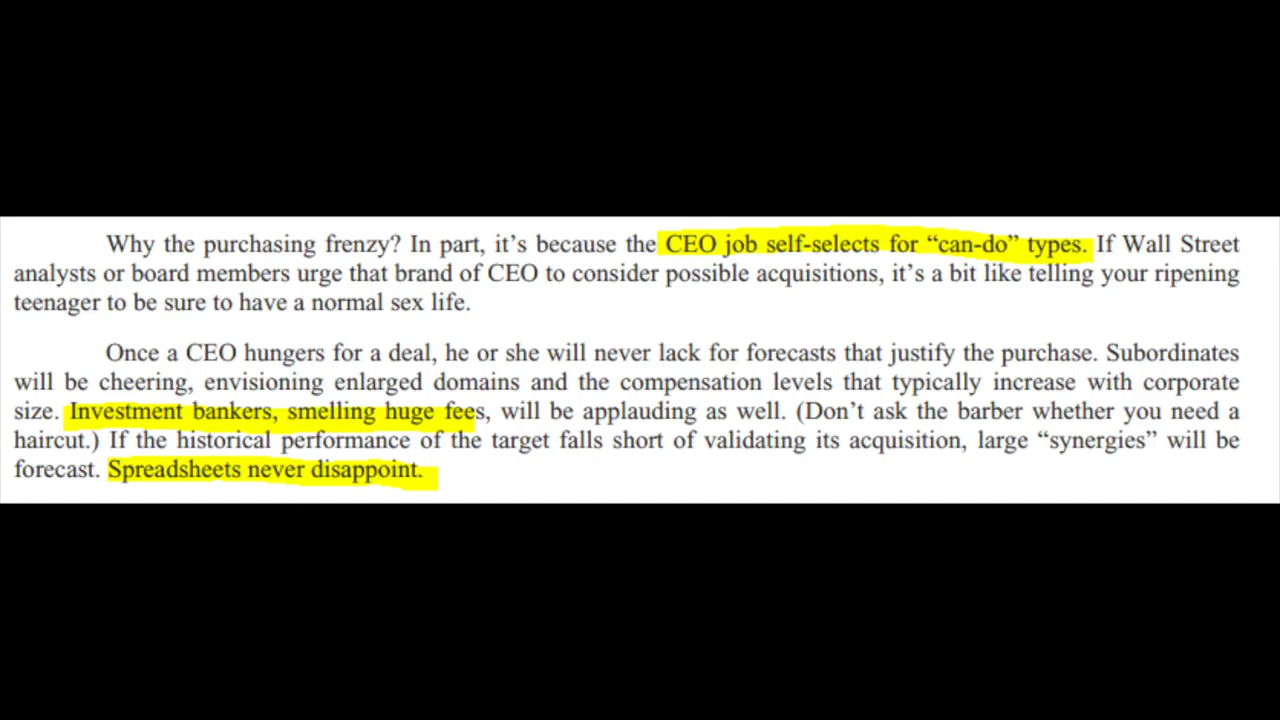 Why the purchasing frenzy? In part, it’s because the CEO job self-selects for “can-do” types. If Wall Street
analysts or board members urge that brand of CEO to consider possible acquisitions, it’s a bit like telling your ripening
teenager to be sure to have a normal sex life.
Once a CEO hungers for a deal, he or she will never lack for forecasts that justify the purchase. Subordinates
will be cheering, envisioning enlarged domains and the compensation levels that typically increase with corporate
size. Investment bankers, smelling huge fees, will be applauding as well. (Don’t ask the barber whether you need a
haircut.) If the historical performance of the target falls short of validating its acquisition, large “synergies” will be
forecast. Spreadsheets never disappoint.